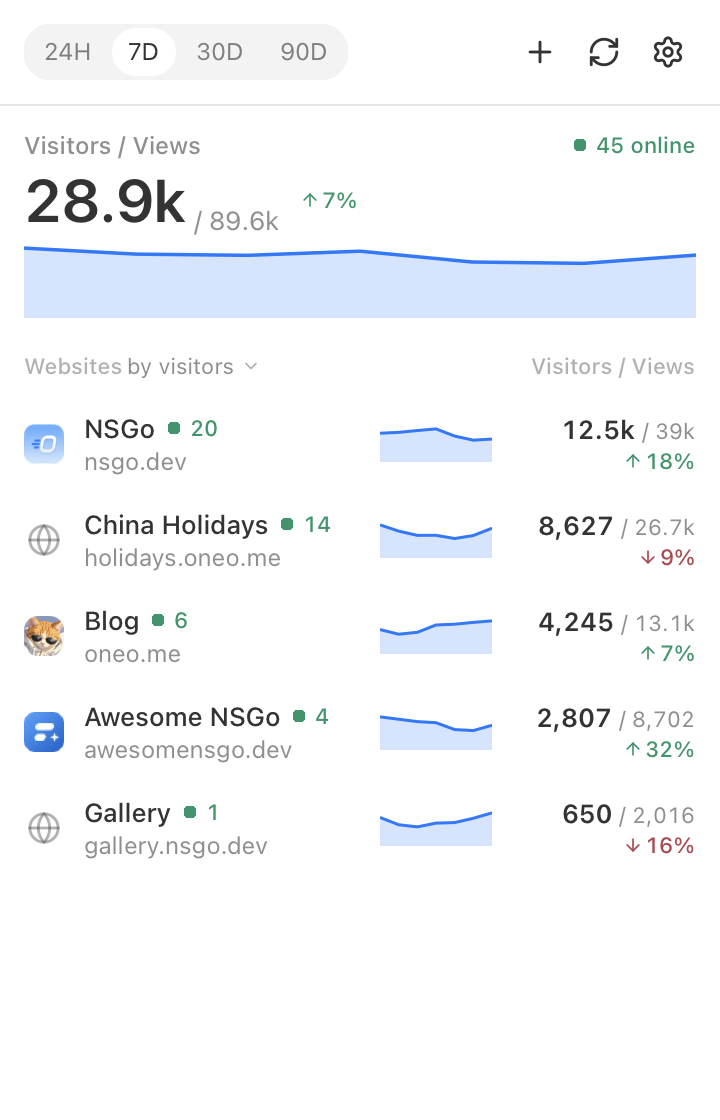 24H 7D 30D 90D
Visitors / Views 45 online
28.9k / 89.6k ↑ 7%
Websites by visitors Visitors / Views
NSGo 20 12.5k / 39k
nsgo.dev ↑ 18%
China Holidays 14 8,627 / 26.7k
holidays.oneo.me ↓ 9%
Blog 6 4,245 / 13.1k
oneo.me ↑ 7%
Awesome NSGo 4 2,807 / 8,702
awesomensgo.dev ↑ 32%
Gallery 1 650 / 2,016
gallery.nsgo.dev ↓ 16%